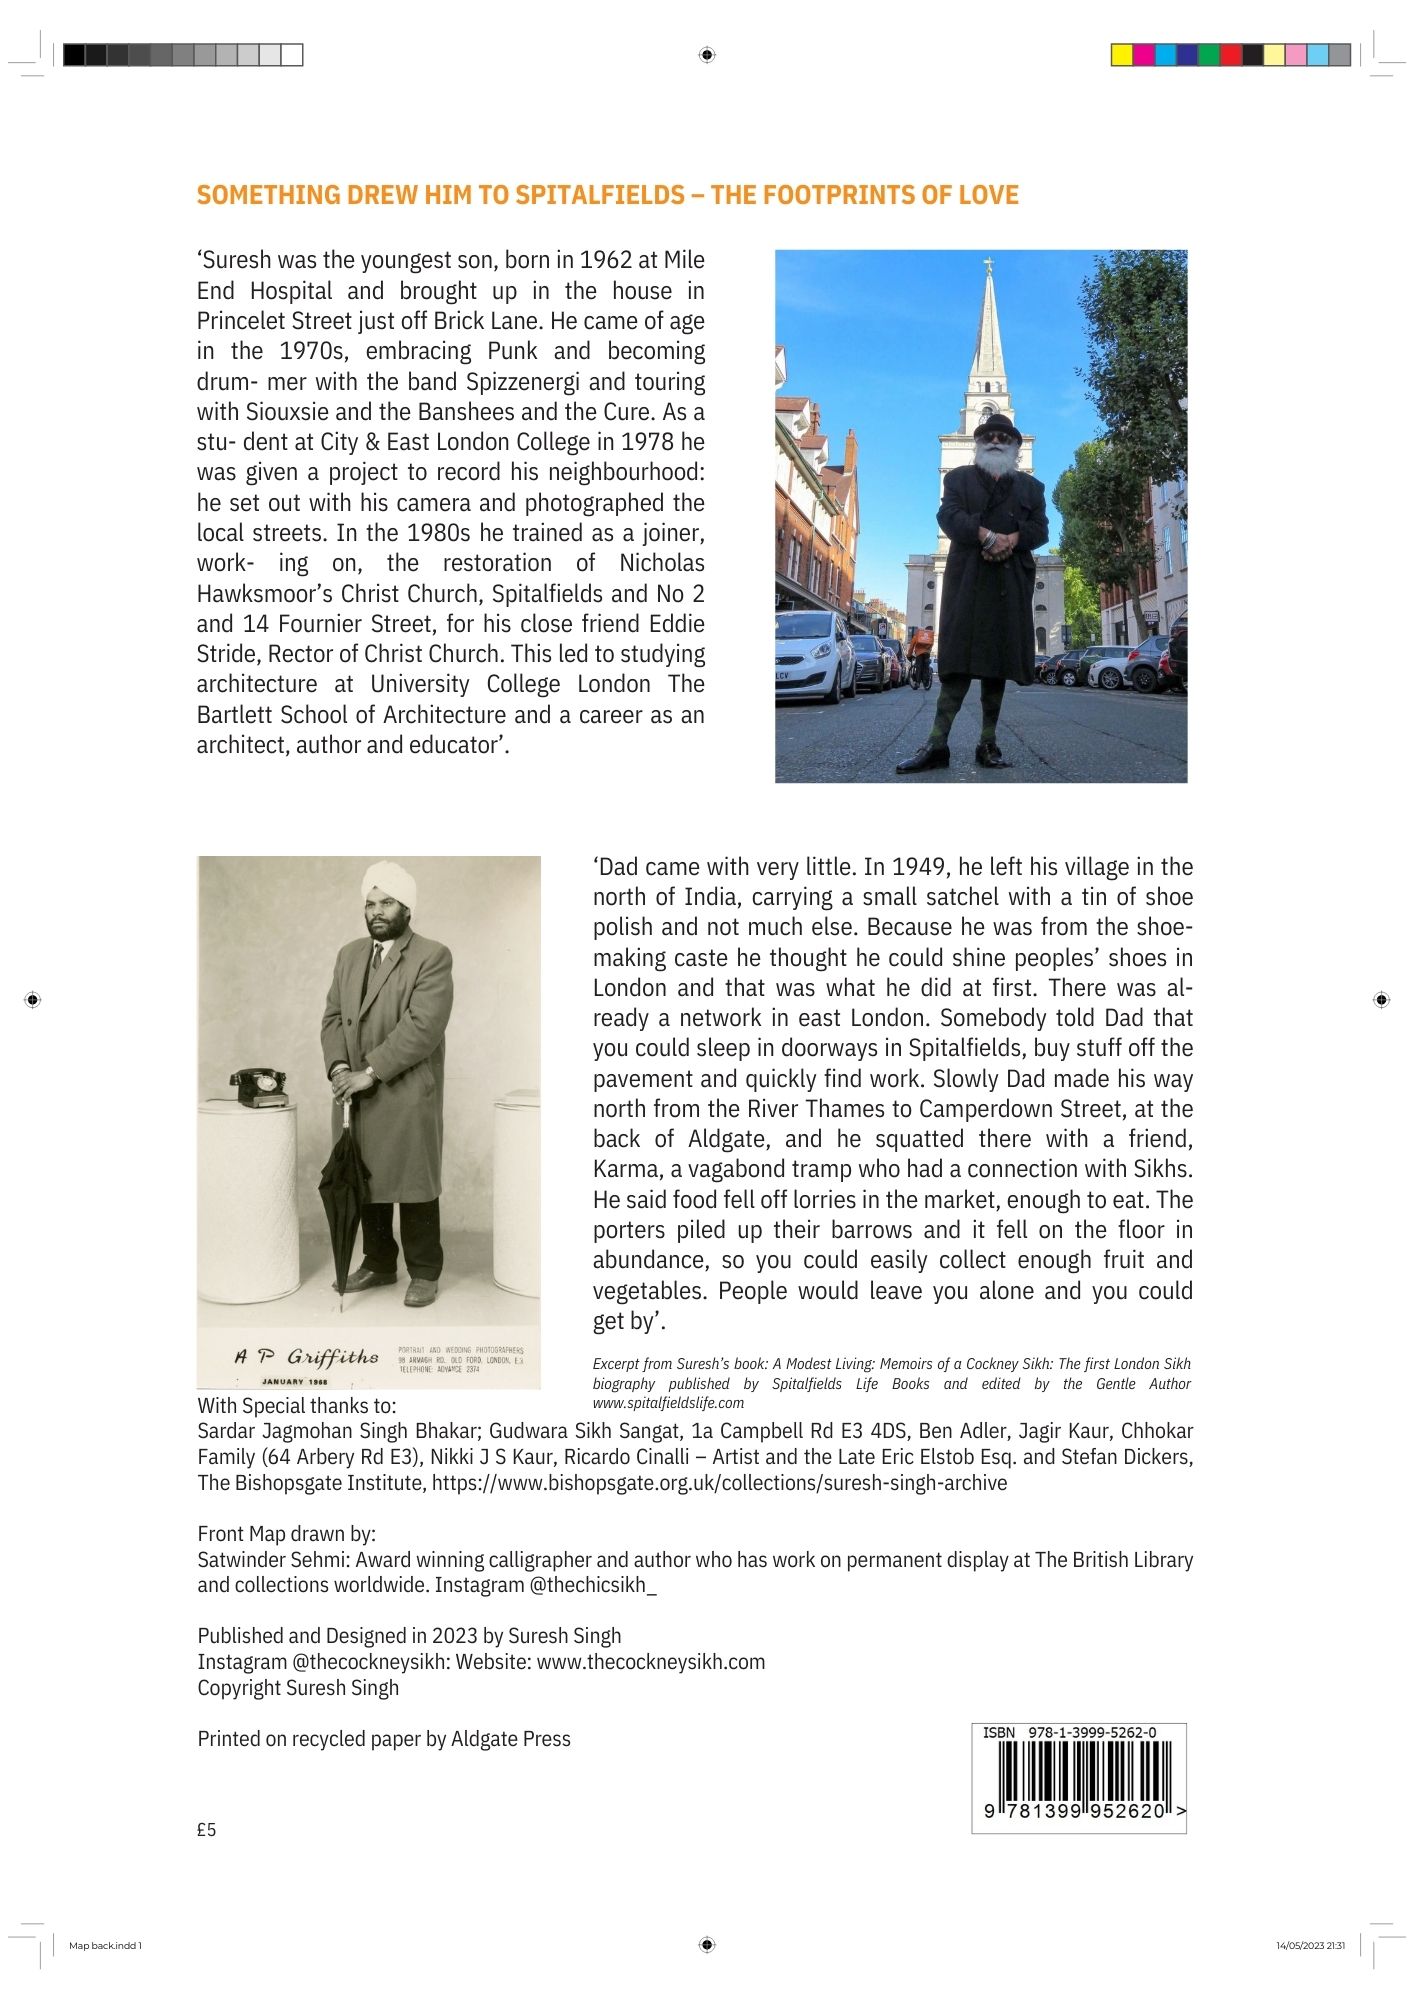 SOMETHING DREW HIM TO SPITALFIELDS – THE FOOTPRINTS OF LOVE
‘Suresh was the youngest son, born in 1962 at Mile
End Hospital and brought up in the house in
Princelet Street just off Brick Lane. He came of age
in the 1970s, embracing Punk and becoming
drum- mer with the band Spizzenergi and touring
with Siouxsie and the Banshees and the Cure. As a
stu- dent at City & East London College in 1978 he
was given a project to record his neighbourhood:
he set out with his camera and photographed the
local streets. In the 1980s he trained as a joiner,
work- ing on, the restoration of Nicholas
Hawksmoor’s Christ Church, Spitalfields and No 2
and 14 Fournier Street, for his close friend Eddie
Stride, Rector of Christ Church. This led to studying
architecture at University College London The
Bartlett School of Architecture and a career as an
architect, author and educator’.
LCV
‘Dad came with very little. In 1949, he left his village in the
north of India, carrying a small satchel with a tin of shoe
polish and not much else. Because he was from the shoe-
making caste he thought he could shine peoples’ shoes in
London and that was what he did at first. There was al-
ready a network in east London. Somebody told Dad that
you could sleep in doorways in Spitalfields, buy stuff off the
pavement and quickly find work. Slowly Dad made his way
north from the River Thames to Camperdown Street, at the
back of Aldgate, and he squatted there with a friend,
Karma, a vagabond tramp who had a connection with Sikhs.
He said food fell off lorries in the market, enough to eat. The
porters piled up their barrows and it fell on the floor in
abundance, so you could easily collect enough fruit and
vegetables. People would leave you alone and you could
get by’.
A P Griffiths
PORTRAIT AND WEDDING PHOTOGRAPHERS
98 ARMAGH RD. OLD FORD. LONDON. E.3
TELEPHONE: ADVANCE 2374
JANUARY 1968
Excerpt from Suresh’s book: A Modest Living: Memoirs of a Cockney Sikh: The first London Sikh
biography published by Spitalfields Life Books and edited by the Gentle Author
www.spitalfieldslife.com
With Special thanks to:
Sardar Jagmohan Singh Bhakar; Gudwara Sikh Sangat, 1a Campbell Rd E3 4DS, Ben Adler, Jagir Kaur, Chhokar
Family (64 Arbery Rd E3), Nikki J S Kaur, Ricardo Cinalli – Artist and the Late Eric Elstob Esq. and Stefan Dickers,
The Bishopsgate Institute, https://www.bishopsgate.org.uk/collections/suresh-singh-archive
Front Map drawn by:
Satwinder Sehmi: Award winning calligrapher and author who has work on permanent display at The British Library
and collections worldwide. Instagram @thechicsikh_
Published and Designed in 2023 by Suresh Singh
Instagram @thecockneysikh: Website: www.thecockneysikh.com
Copyright Suresh Singh
Printed on recycled paper by Aldgate Press
ISBN 978-1-3999-5262-0
9 781399 952620 >
£5
Map back.indd 1
14/05/2023 21:31